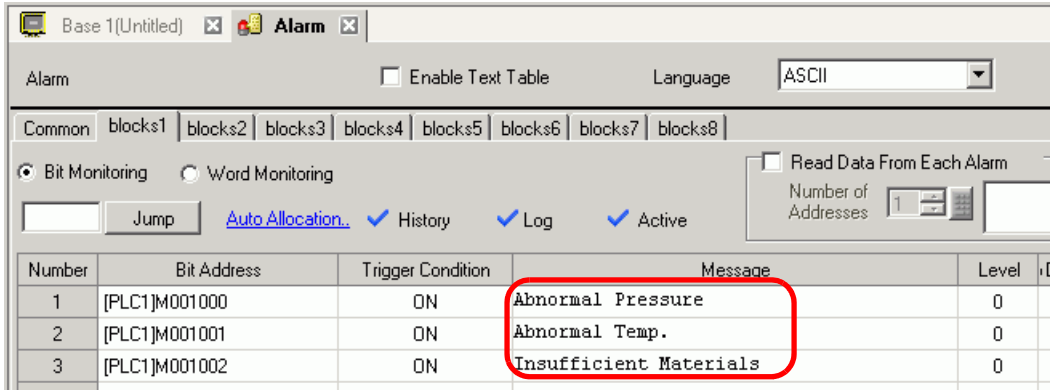 Base 1(Untitled) Alarm
Alarm Enable Text Table Language ASCII
Common blocks1 blocks2 blocks3 blocks4 blocks5 blocks6 blocks7 blocks8
Bit Monitoring Word Monitoring Read Data From Each Alarm
Number of Addresses 1
Jump Auto Allocation.. History Log Active
Number Bit Address Trigger Condition Message Level
1 [PLC1]M001000 ON Abnormal Pressure 0
2 [PLC1]M001001 ON Abnormal Temp. 0
3 [PLC1]M001002 ON Insufficient Materials 0